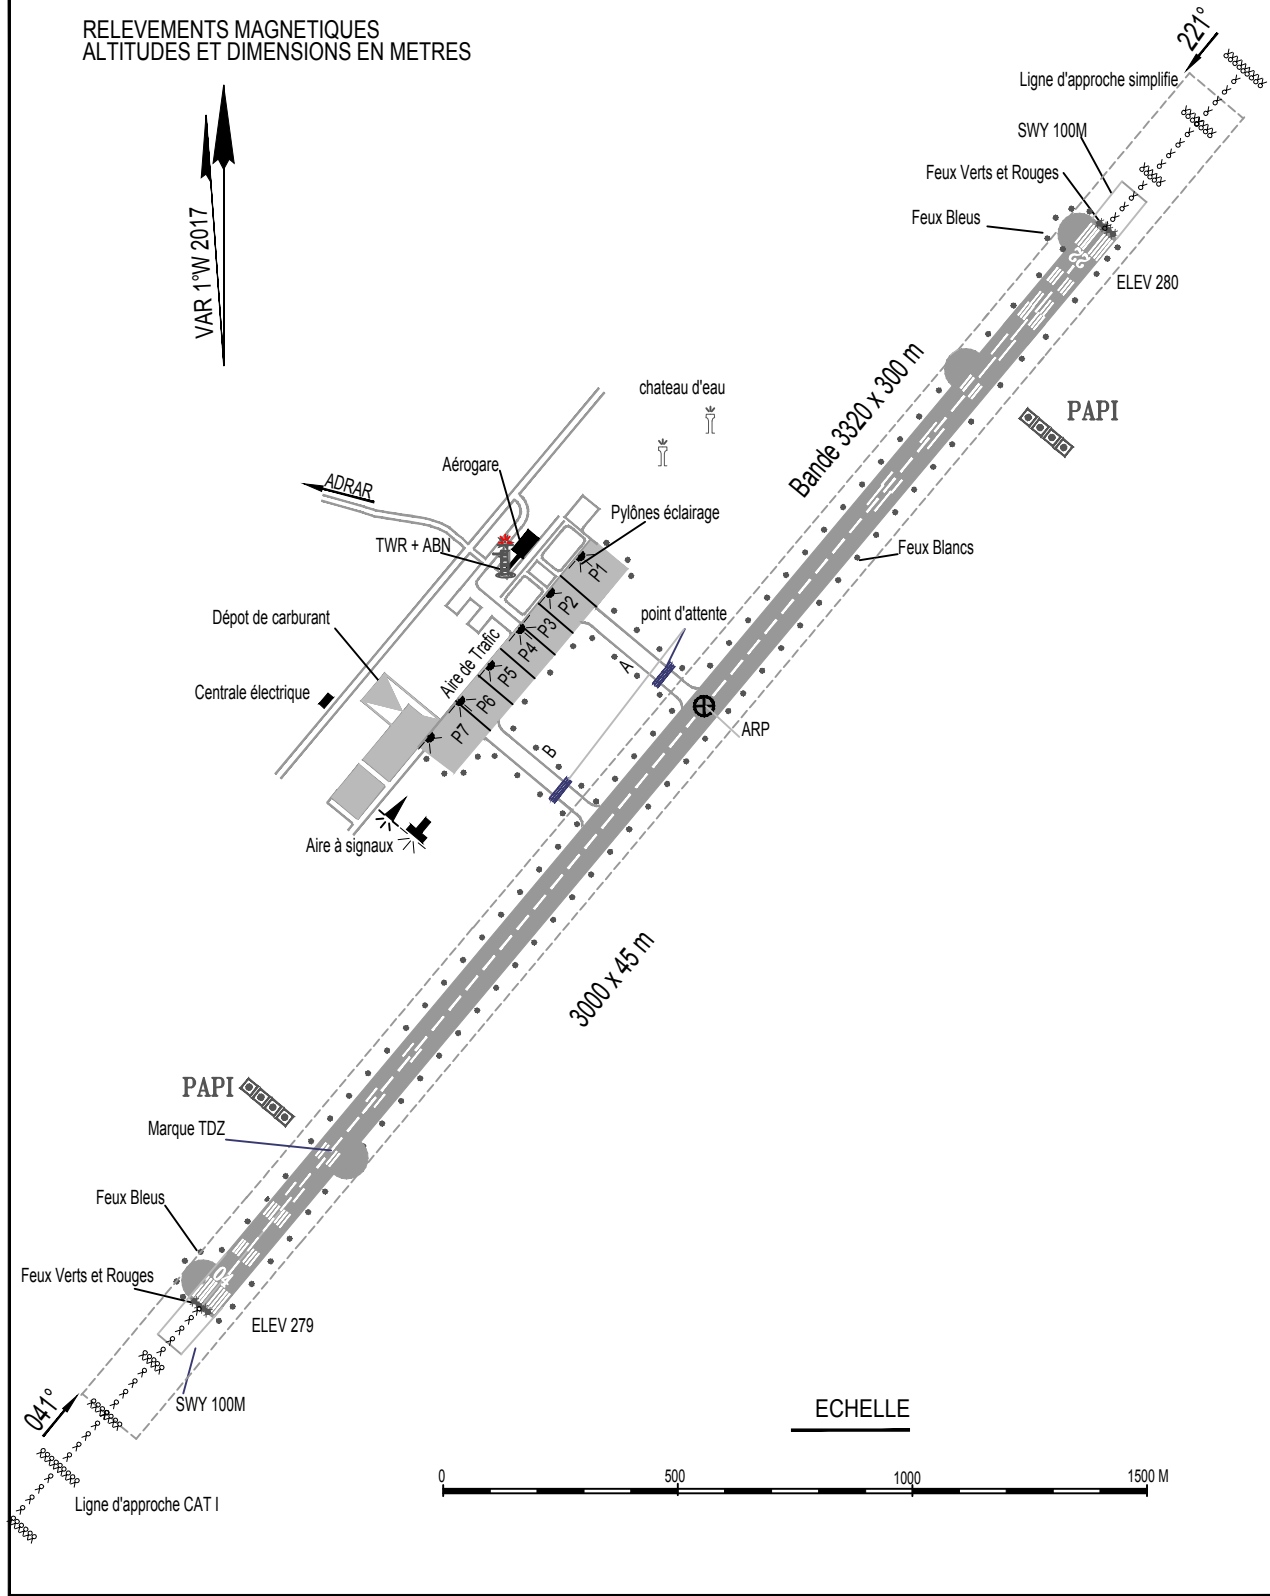 RELEVEMENTS MAGNETIQUES
ALTITUDES ET DIMENSIONS EN METRES
221°
Ligne d'approche simplifie
SWY 100M
Feux Verts et Rouges
Feux Bleus
22
ELEV 280
VAR 1°W 2017
Bande 3320 x 300 m
chateau d'eau
PAPI
Aérogare
ADRAR
Pylônes éclairage
TWR + ABN
Feux Blancs
P1
P2
P3
P4
P5
P6
P7
Aire de Trafic
point d'attente
Dépot de carburant
A
Centrale électrique
ARP
B
Aire à signaux
3000 x 45 m
PAPI
Marque TDZ
Feux Bleus
04
Feux Verts et Rouges
ELEV 279
041°
SWY 100M
ECHELLE
0 500 1000 1500 M
Ligne d'approche CAT I